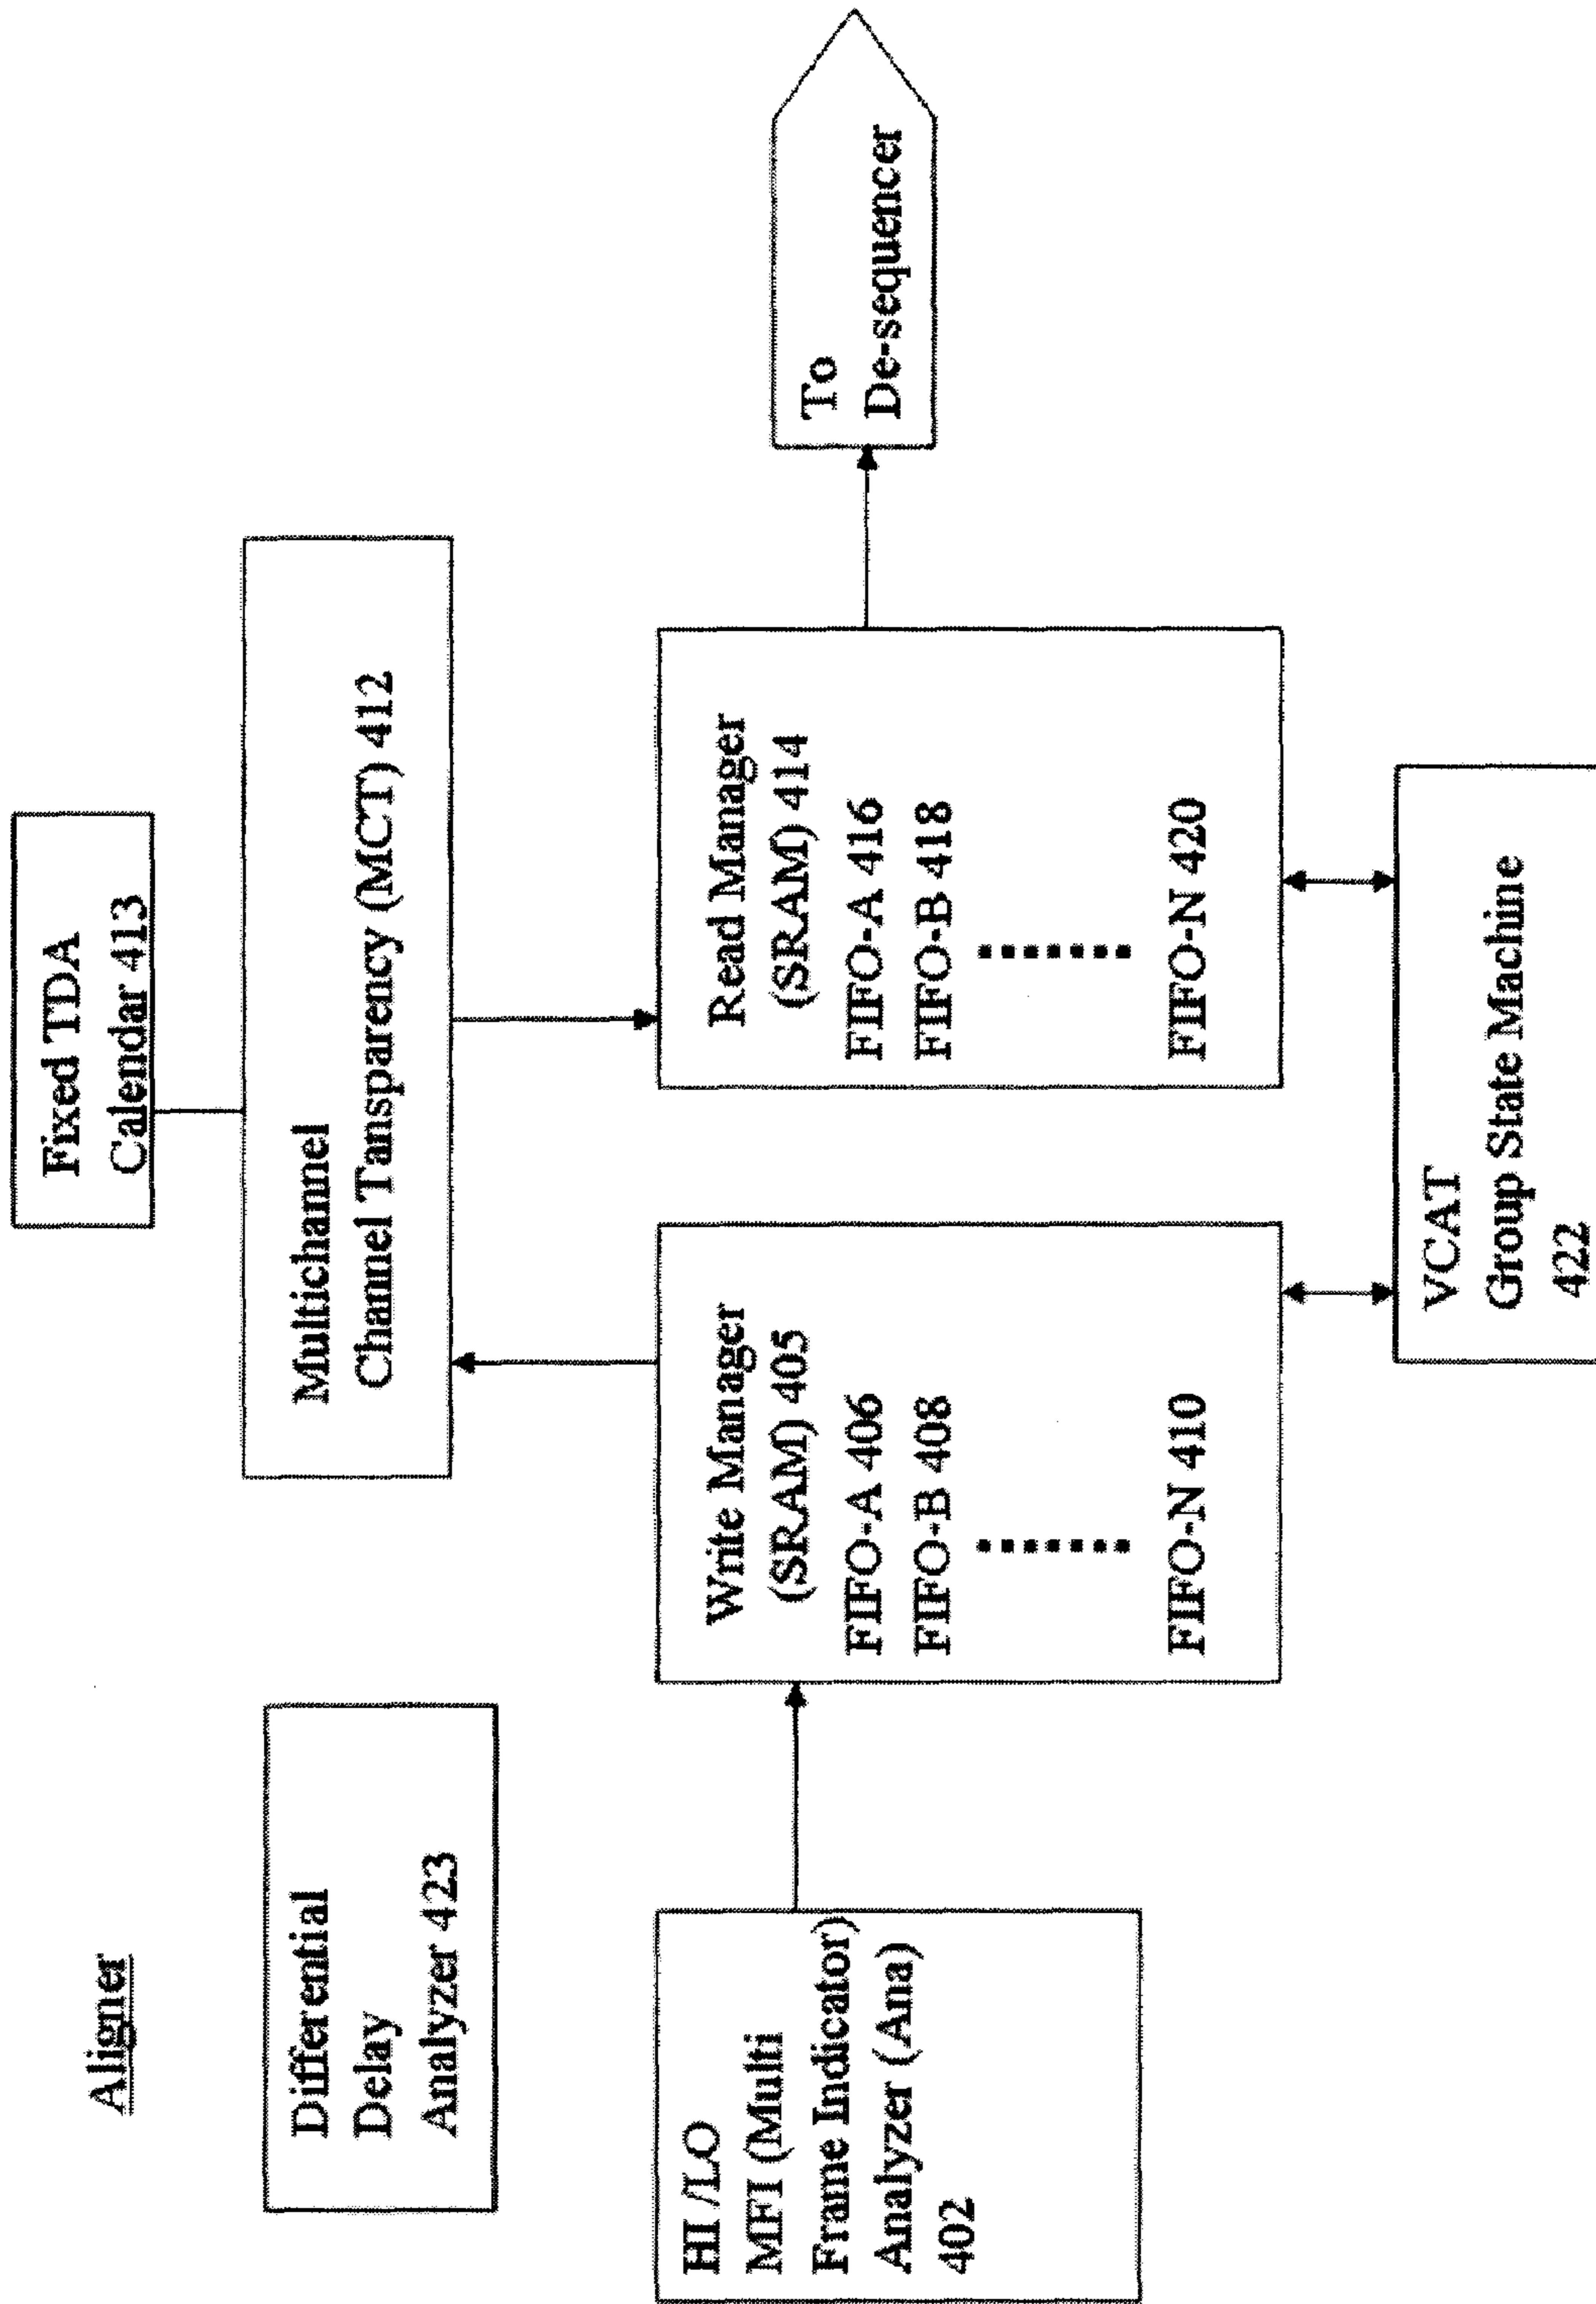 Aligner
Differential
Delay
Analyzer 423
Fixed TDA
Calendar 413
Multichannel
Channel Tansparency (MCT) 412
HI /LO
MFI (Multi
Frame Indicator)
Analyzer (Ana)
402
Write Manager
(SRAM) 405
FIFO-A 406
FIFO-B 408
FIFO-N 410
Read Manager
(SRAM) 414
FIFO-A 416
FIFO-B 418
FIFO-N 420
To
De-sequencer
VCAT
Group State Machine
422